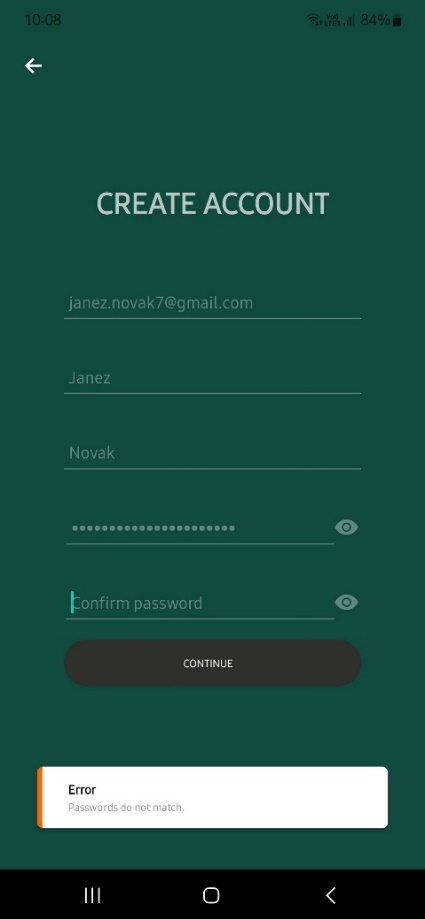 10:08
84%
CREATE ACCOUNT
janez.novak7@gmail.com
Janez
Novak
Confirm password
CONTINUE
Error
Passwords do not match.